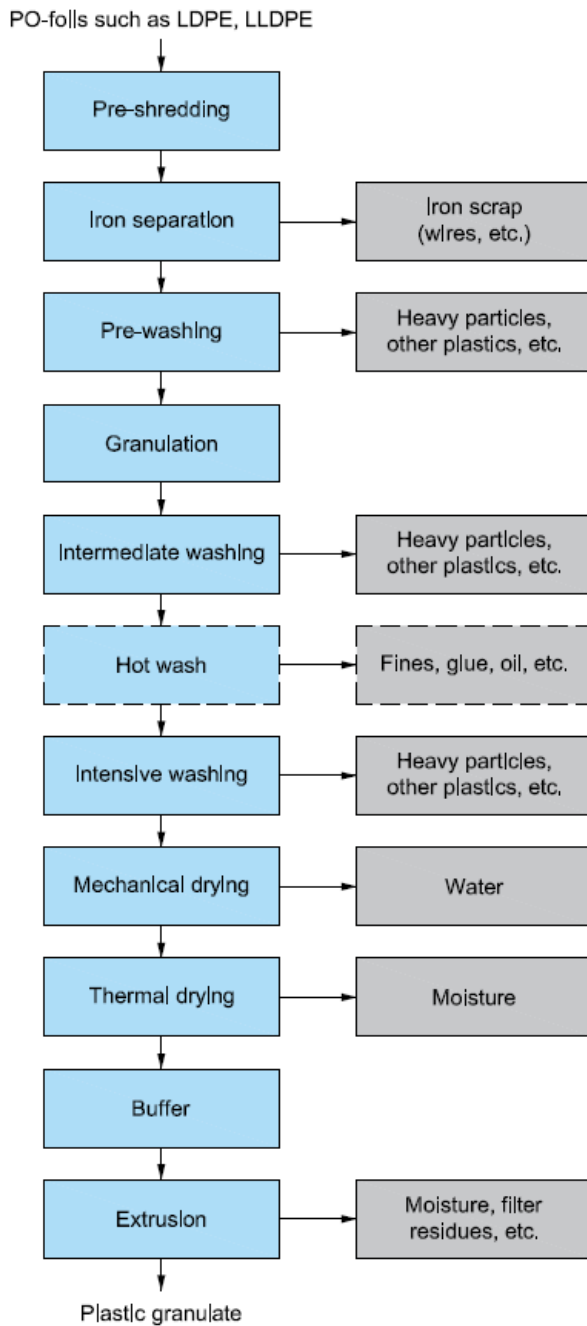 PO-foils such as LDPE, LLDPE
Pre-shredding
Iron separation
Iron scrap
(wires, etc.)
Pre-washing
Heavy particles,
other plastics, etc.
Granulation
Intermediate washing
Heavy particles,
other plastics, etc.
Hot wash
Fines, glue, oil, etc.
Intensive washing
Heavy particles,
other plastics, etc.
Mechanical drying
Water
Thermal drying
Moisture
Buffer
Extrusion
Moisture, filter
residues, etc.
Plastic granulate